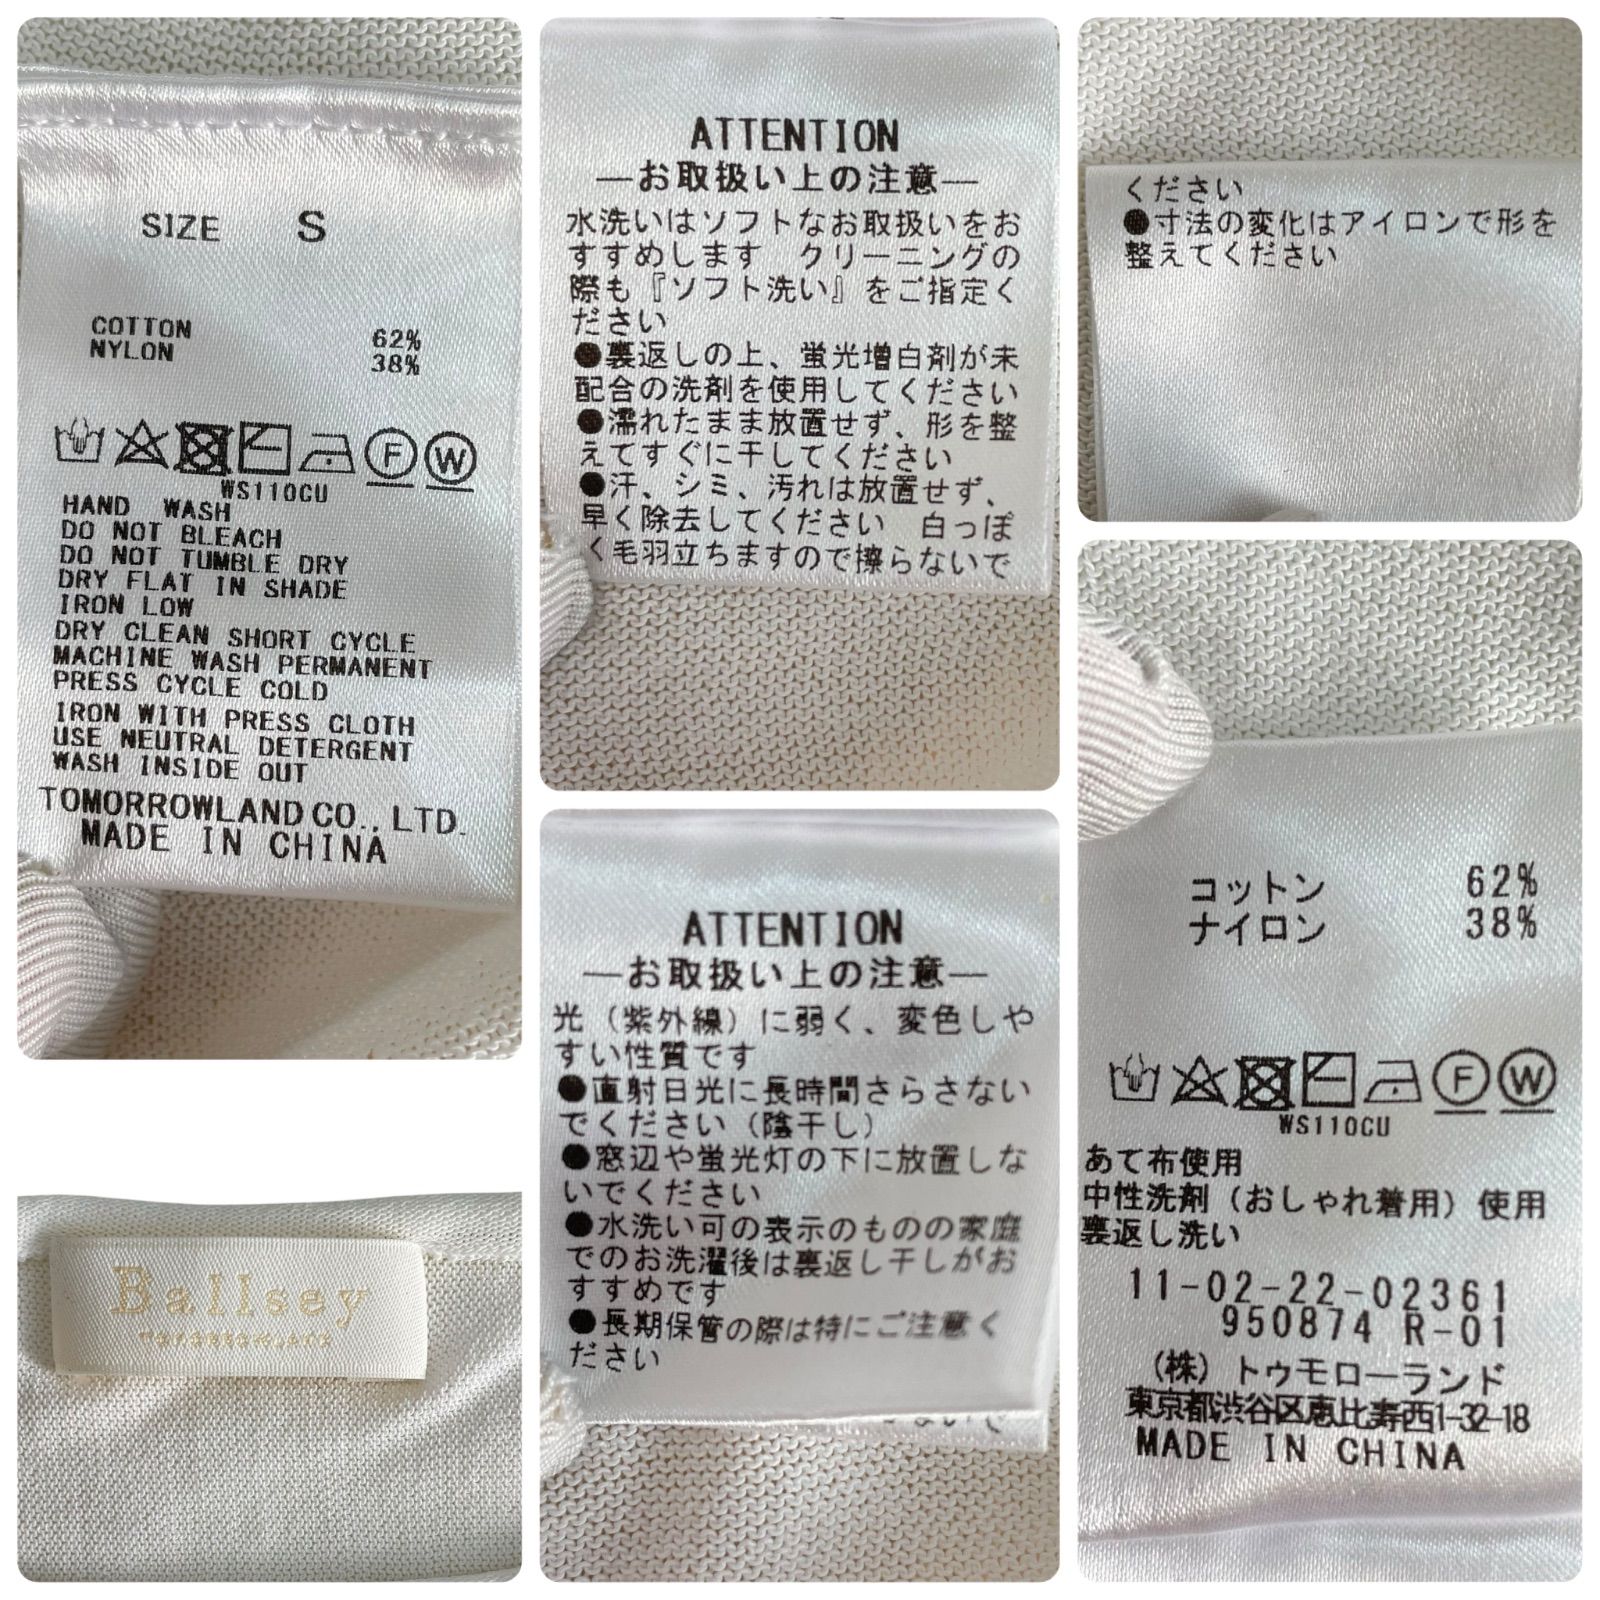 SIZE S
COTTON 62%
NYLON 38%
F W
WS110CU
HAND WASH
DO NOT BLEACH
DO NOT TUMBLE DRY
DRY FLAT IN SHADE
IRON LOW
DRY CLEAN SHORT CYCLE
MACHINE WASH PERMANENT
PRESS CYCLE COLD
IRON WITH PRESS CLOTH
USE NEUTRAL DETERGENT
WASH INSIDE OUT
TOMORROWLAND CO., LTD.
MADE IN CHINA
Ballsey
TOMORROWLAND
ATTENTION
―お取扱い上の注意―
水洗いはソフトなお取扱いをお
すすめします クリーニングの
際も『ソフト洗い』をご指定く
ださい
●裏返しの上、蛍光増白剤が未
配合の洗剤を使用してください
●濡れたまま放置せず、形を整
えてすぐに干してください
●汗、シミ、汚れは放置せず、
早く除去してください 白っぽ
く毛羽立ちますので擦らないで
ATTENTION
―お取扱い上の注意―
光（紫外線）に弱く、変色しや
すい性質です
●直射日光に長時間さらさない
でください（陰干し）
●窓辺や蛍光灯の下に放置しな
いでください
●水洗い可の表示のものの家庭
でのお洗濯後は裏返し干しがお
すすめです
●長期保管の際は特にご注意く
ださい
ないで
ください
●寸法の変化はアイロンで形を
整えてください
コットン 62%
ナイロン 38%
F W
WS110CU
あて布使用
中性洗剤（おしゃれ着用）使用
裏返し洗い
11-02-22-02361
950874 R-01
（株）トゥモローランド
東京都渋谷区恵比寿西1-32-18
MADE IN CHINA